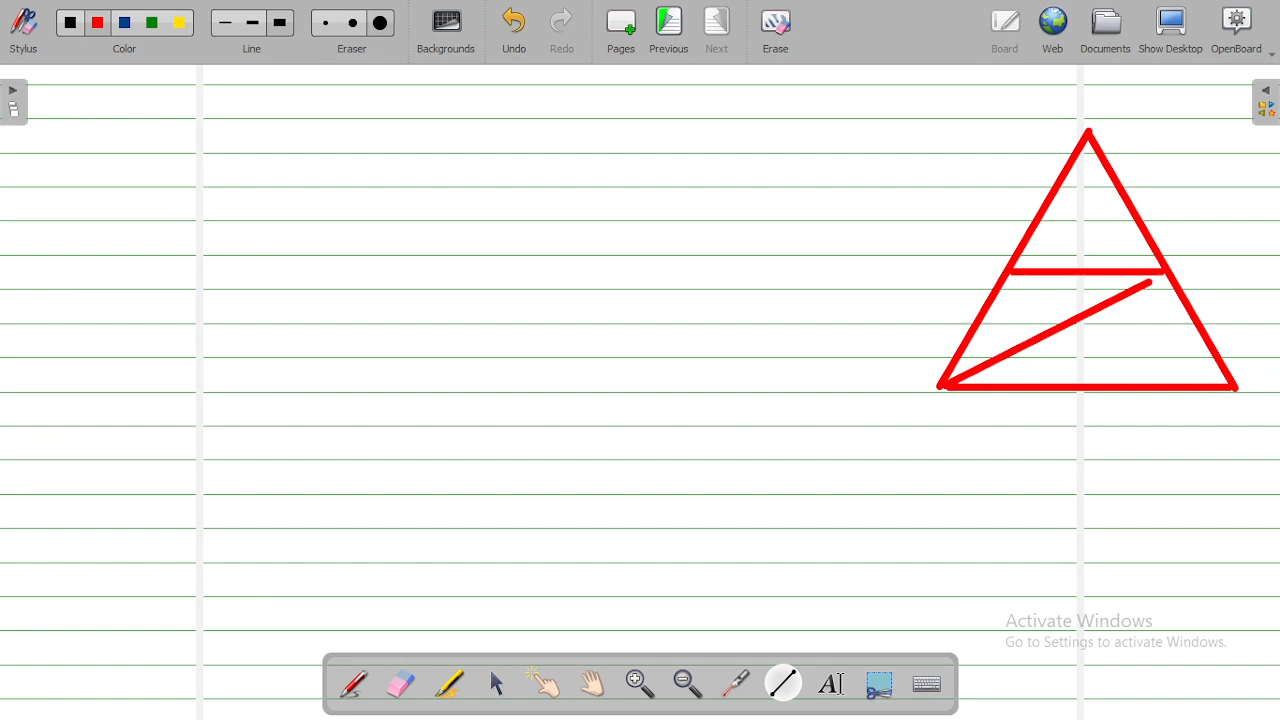 Stylus Color Line Eraser Backgrounds Undo Redo Pages Previous Next Erase Board Web Documents Show Desktop OpenBoard
Activate Windows
Go to Settings to activate Windows.
AI